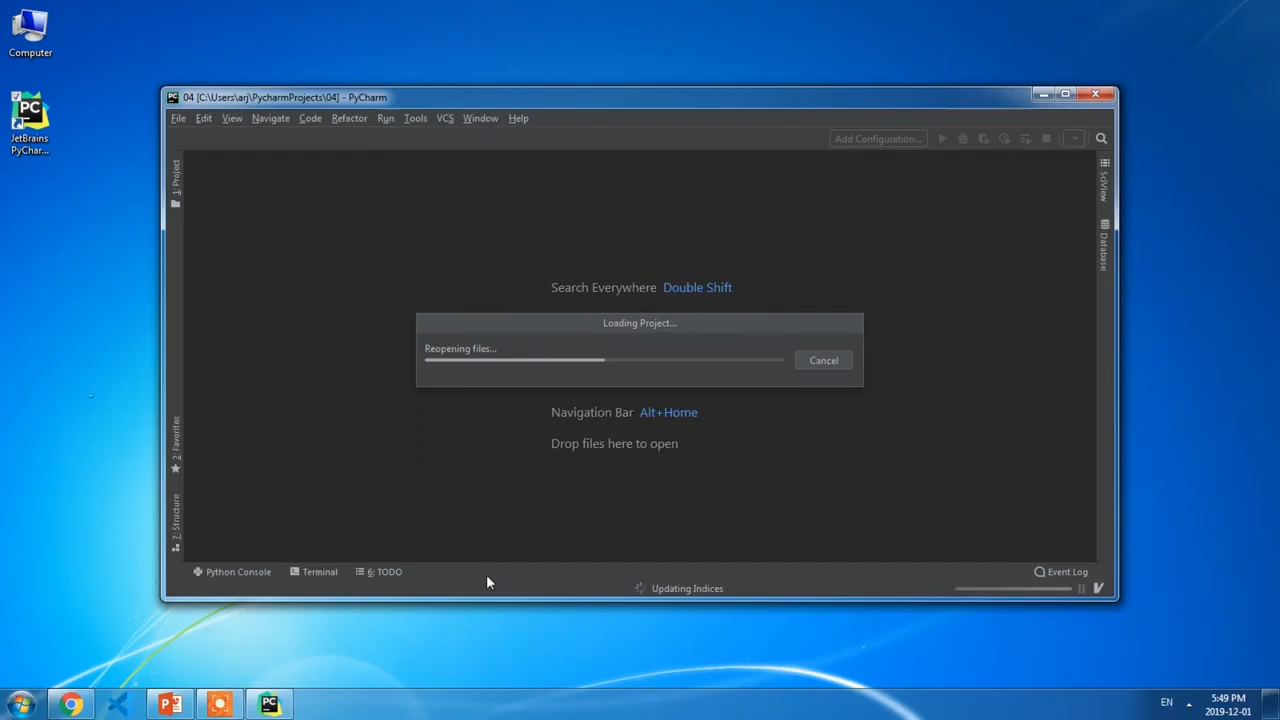 Computer
JetBrains
PyChar...
04 [C:\Users\arj\PycharmProjects\04] - PyCharm
File Edit View Navigate Code Refactor Run Tools VCS Window Help
Add Configuration...
1: Project
SciView
Database
Search Everywhere Double Shift
Loading Project...
Reopening files...
Cancel
Navigation Bar Alt+Home
Drop files here to open
2: Favorites
7: Structure
Python Console Terminal 6: TODO Event Log
Updating Indices
EN
5:49 PM
2019-12-01